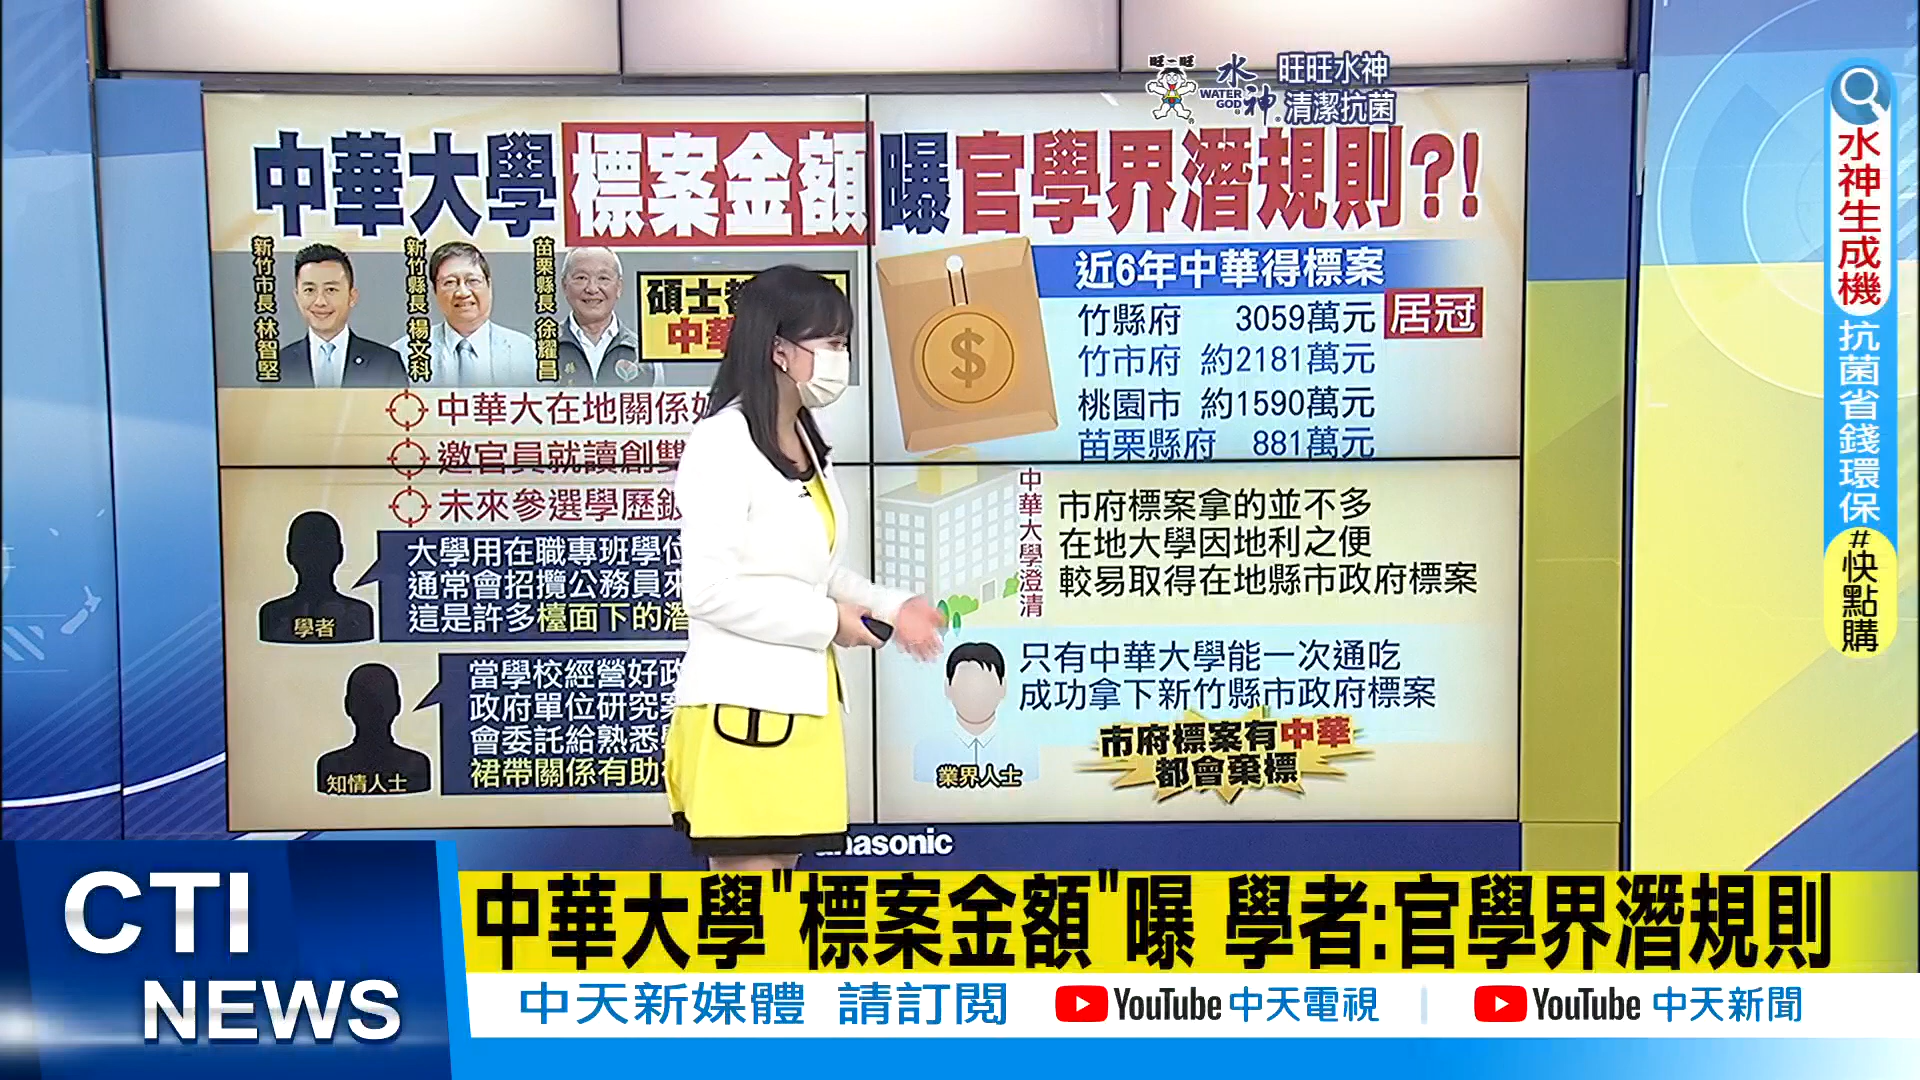 旺旺水神
WATER GOD
水神
清潔抗菌
中華大學標案金額曝官學界潛規則?!
新竹市長 林智堅
新竹縣長 楊文科
苗栗縣長 徐耀昌
碩士
中華
中華大在地關係
邀官員就讀創雙
未來參選學歷鍍
大學用在職專班學位
通常會招攬公務員來
這是許多檯面下的潛
學者
當學校經營好政
政府單位研究案
會委託給熟悉
裙帶關係有助
知情人士
近6年中華得標案
竹縣府 3059萬元 居冠
竹市府 約2181萬元
桃園市 約1590萬元
苗栗縣府 881萬元
中華大學澄清
市府標案拿的並不多
在地大學因地利之便
較易取得在地縣市政府標案
只有中華大學能一次通吃
成功拿下新竹縣市政府標案
業界人士
市府標案有中華
都會棄標
水神生成機
抗菌省錢環保
#快點購
nasonic
CTI
NEWS
中華大學"標案金額"曝 學者:官學界潛規則
中天新媒體 請訂閱 YouTube 中天電視 | YouTube 中天新聞